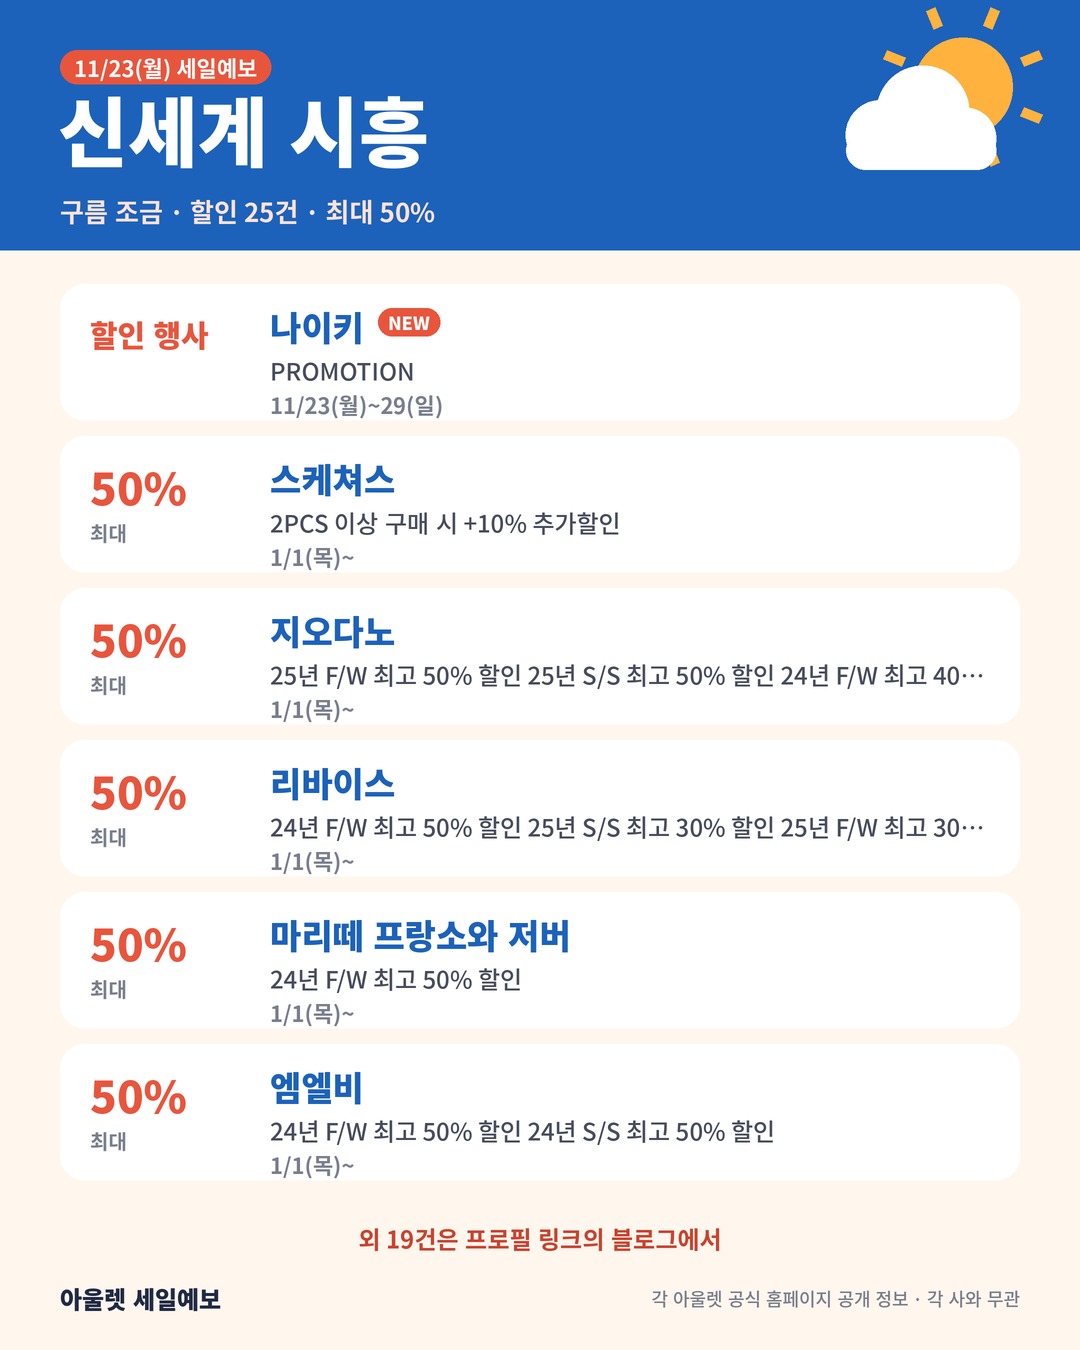 11/23(월) 세일예보
신세계 시흥
구름 조금 · 할인 25건 · 최대 50%
할인 행사
나이키 NEW
PROMOTION
11/23(월)~29(일)
50%
최대
스케쳐스
2PCS 이상 구매 시 +10% 추가할인
1/1(목)~
50%
최대
지오다노
25년 F/W 최고 50% 할인 25년 S/S 최고 50% 할인 24년 F/W 최고 40…
1/1(목)~
50%
최대
리바이스
24년 F/W 최고 50% 할인 25년 S/S 최고 30% 할인 25년 F/W 최고 30…
1/1(목)~
50%
최대
마리떼 프랑소와 저버
24년 F/W 최고 50% 할인
1/1(목)~
50%
최대
엠엘비
24년 F/W 최고 50% 할인 24년 S/S 최고 50% 할인
1/1(목)~
외 19건은 프로필 링크의 블로그에서
아울렛 세일예보
각 아울렛 공식 홈페이지 공개 정보 · 각 사와 무관